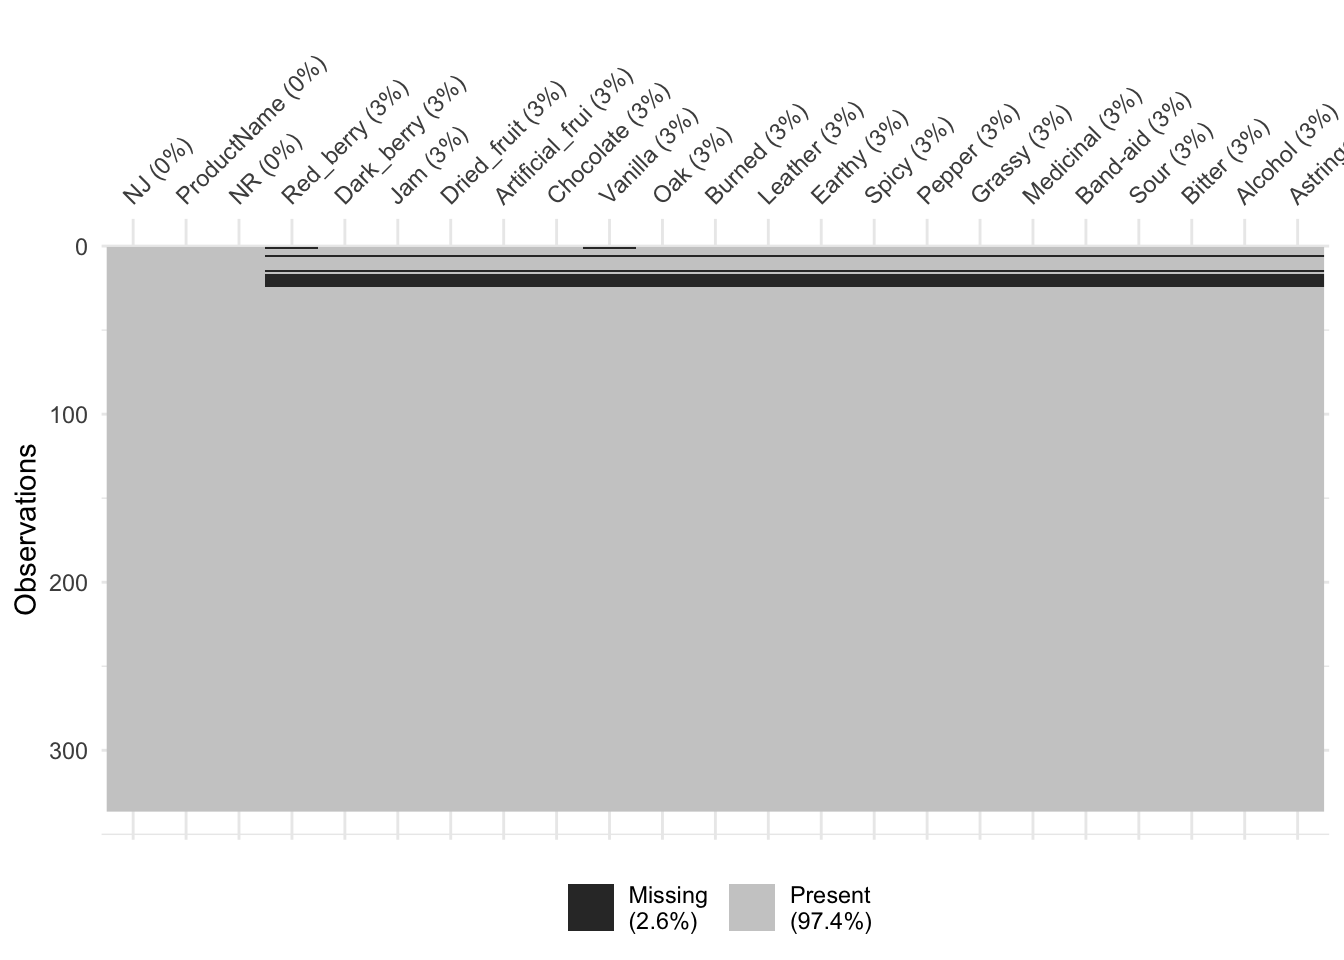 NJ (0%)
ProductName (0%)
NR (0%)
Red_berry (3%)
Dark_berry (3%)
Jam (3%)
Dried_fruit (3%)
Artificial_frui (3%)
Chocolate (3%)
Vanilla (3%)
Oak (3%)
Burned (3%)
Leather (3%)
Earthy (3%)
Spicy (3%)
Pepper (3%)
Grassy (3%)
Medicinal (3%)
Band-aid (3%)
Sour (3%)
Bitter (3%)
Alcohol (3%)
Astring
0
100
200
300
Observations
Missing
(2.6%)
Present
(97.4%)